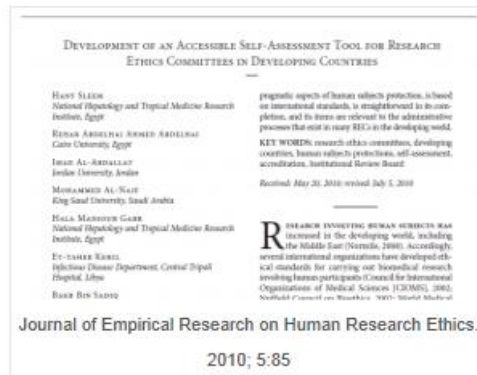 DEVELOPMENT OF AN ACCESSIBLE SELF-ASSESSMENT TOOL FOR RESEARCH
ETHICS COMMITTEES IN DEVELOPING COUNTRIES
HANY SLEEM
National Hepatology and Tropical Medicine Research
Institute, Egypt
REHAB ABDELHAI AHMED ABDELHAI
Cairo University, Egypt
IMAD AL-ABDALLAT
Jordan University, Jordan
MOHAMMED AL-NAIF
King Saud University, Saudi Arabia
HALA MANSOUR GABR
National Hepatology and Tropical Medicine Research
Institute, Egypt
ET-TAHER KEHIL
Infectious Disease Department, Central Tripoli
Hospital, Libya
BAKR BIN SADIQ
pragmatic aspects of human subjects protection, is based
on international standards, is straightforward in its com-
pletion, and its items are relevant to the administrative
processes that exist in many RECs in the developing world.
KEY WORDS: research ethics committees, developing
countries, human subjects protections, self-assessment,
accreditation, Institutional Review Board
Received: May 20, 2010; revised: July 5, 2010
RESEARCH INVOLVING HUMAN SUBJECTS HAS
increased in the developing world, including
the Middle East (Normile, 2008). Accordingly,
several international organizations have developed eth-
ical standards for carrying out biomedical research
involving human participants (Council for International
Organizations of Medical Sciences [CIOMS], 2002;
Nuffield Council on Bioethics, 2002; World Medical
Journal of Empirical Research on Human Research Ethics.
2010; 5:85